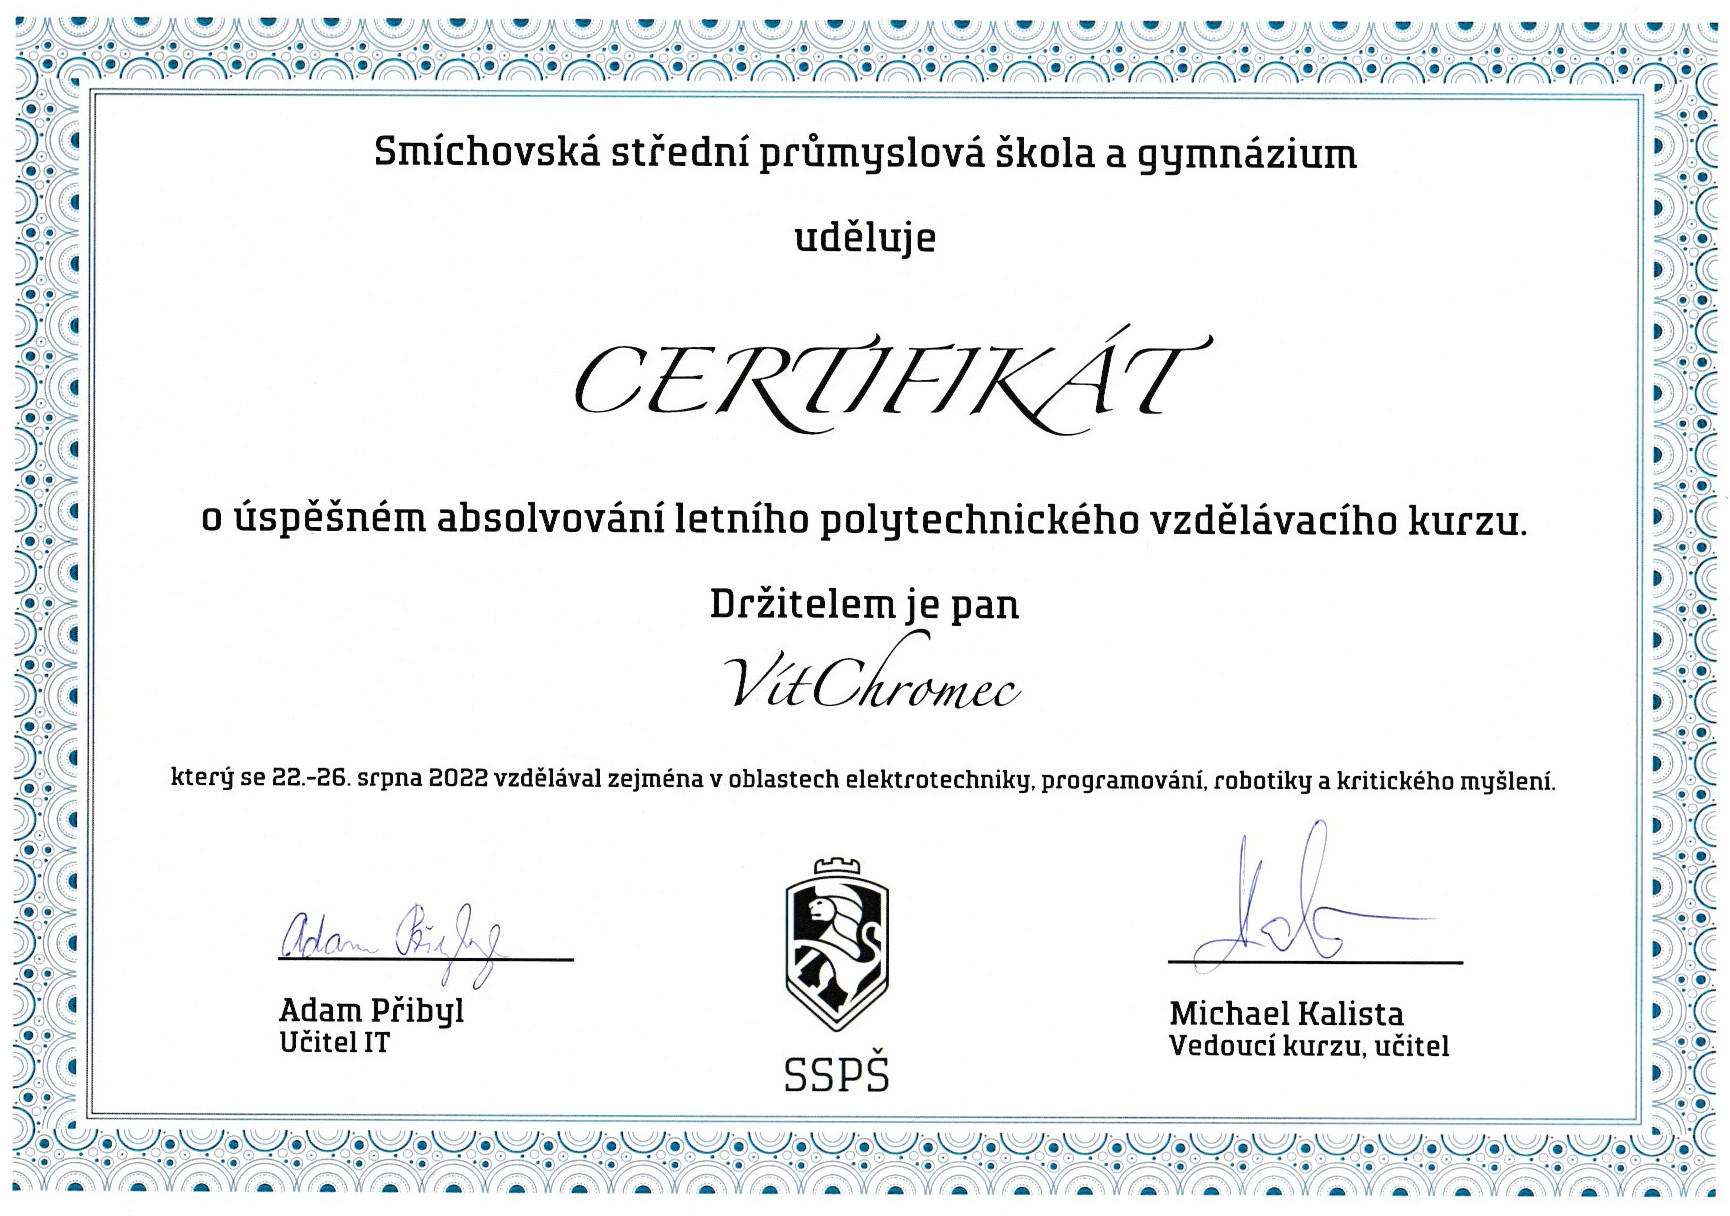 Smíchovská střední průmyslová škola a gymnázium
uděluje
CERTIFIKÁT
o úspěšném absolvování letního polytechnického vzdělávacího kurzu.
Držitelem je pan
Vít Chromec
který se 22.-26. srpna 2022 vzdělával zejména v oblastech elektrotechniky, programování, robotiky a kritického myšlení.
Adam Přibyl
Adam Přibyl
Učitel IT
SSPŠ
Michael Kalista
Vedoucí kurzu, učitel